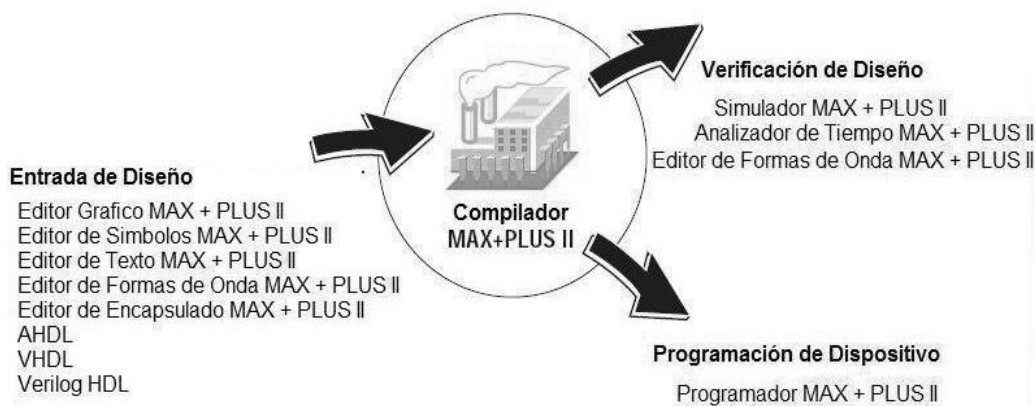 Entrada de Diseño
Editor Grafico MAX + PLUS II
Editor de Simbolos MAX + PLUS II
Editor de Texto MAX + PLUS II
Editor de Formas de Onda MAX + PLUS II
Editor de Encapsulado MAX + PLUS II
AHDL
VHDL
Verilog HDL
Compilador
MAX+PLUS II
Verificación de Diseño
Simulador MAX + PLUS II
Analizador de Tiempo MAX + PLUS II
Editor de Formas de Onda MAX + PLUS II
Programación de Dispositivo
Programador MAX + PLUS II